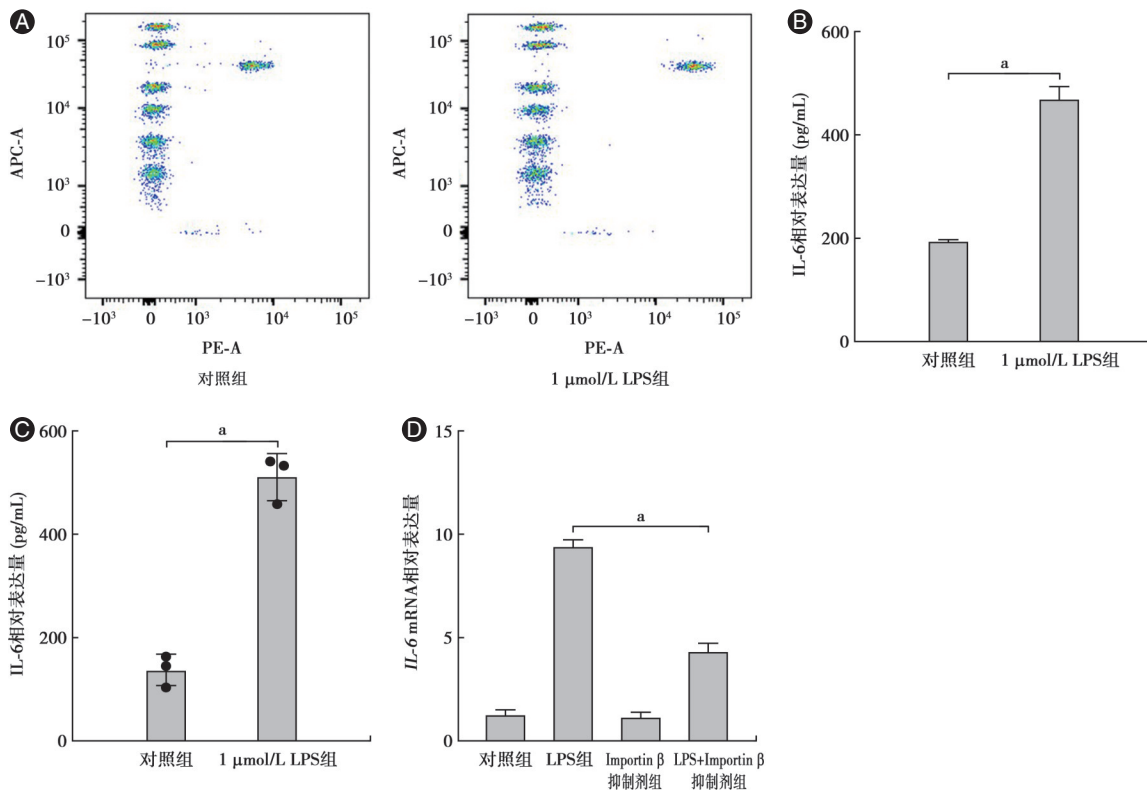 A
10⁵
10⁴
10³
0
−10³
APC-A
−10³ 0 10³ 10⁴ 10⁵
PE-A
对照组
10⁵
10⁴
10³
0
−10³
APC-A
−10³ 0 10³ 10⁴ 10⁵
PE-A
1 μmol/L LPS组
B
600
400
200
0
IL-6相对表达量 (pg/mL)
a
对照组 1 μmol/L LPS组
C
600
400
200
0
IL-6相对表达量 (pg/mL)
a
对照组 1 μmol/L LPS组
D
15
10
5
0
IL-6 mRNA相对表达量
a
对照组 LPS组 Importin β LPS+Importin β
抑制剂组 抑制剂组